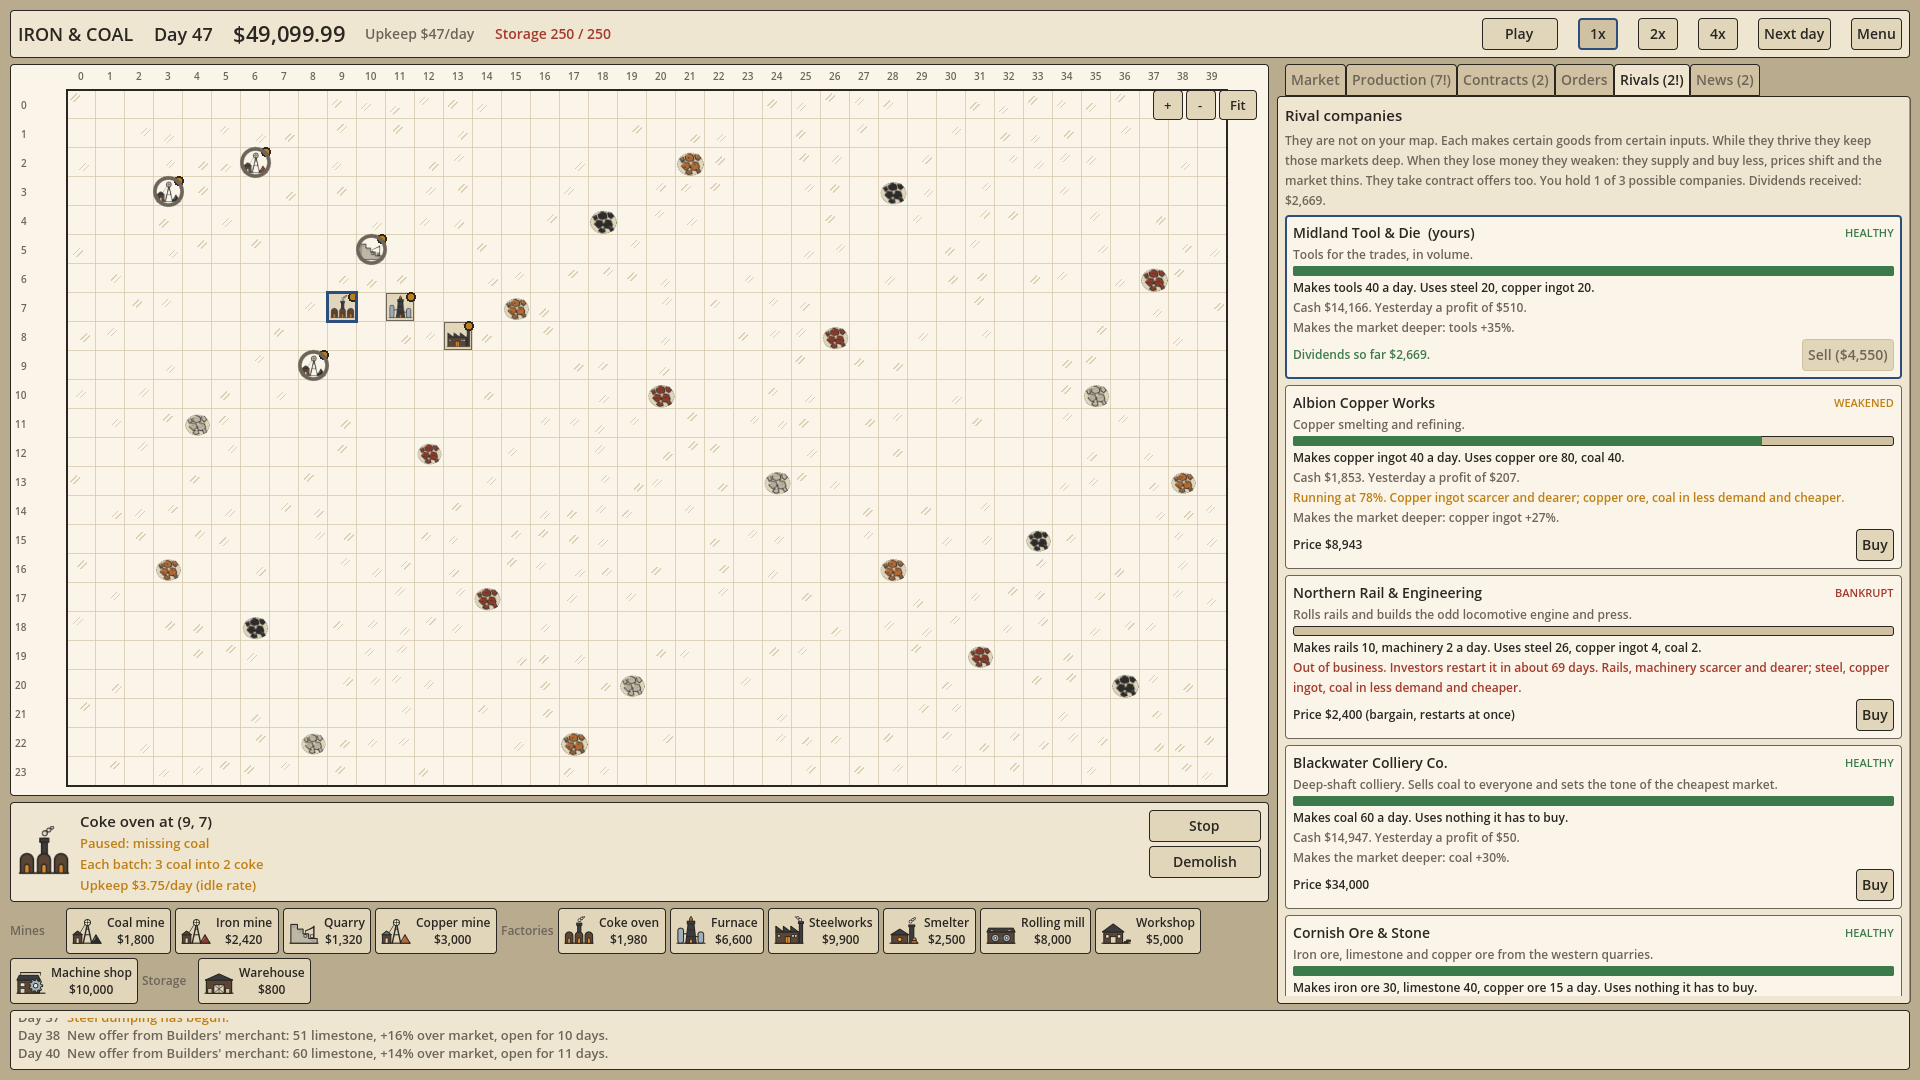 IRON & COAL Day 47 $49,099.99 Upkeep $47/day Storage 250 / 250 Play 1x 2x 4x Next day Menu
0 1 2 3 4 5 6 7 8 9 10 11 12 13 14 15 16 17 18 19 20 21 22 23 24 25 26 27 28 29 30 31 32 33 34 35 36 37 38 39
+ - Fit
0
1
2
3
4
5
6
7
8
9
10
11
12
13
14
15
16
17
18
19
20
21
22
23
Coke oven at (9, 7)
Paused: missing coal
Each batch: 3 coal into 2 coke
Upkeep $3.75/day (idle rate)
Stop
Demolish
Mines
Coal mine
$1,800
Iron mine
$2,420
Quarry
$1,320
Copper mine
$3,000
Factories
Coke oven
$1,980
Furnace
$6,600
Steelworks
$9,900
Smelter
$2,500
Rolling mill
$8,000
Workshop
$5,000
Machine shop
$10,000
Storage
Warehouse
$800
Market Production (7!) Contracts (2) Orders Rivals (2!) News (2)
Rival companies
They are not on your map. Each makes certain goods from certain inputs. While they thrive they keep
those markets deep. When they lose money they weaken: they supply and buy less, prices shift and the
market thins. They take contract offers too. You hold 1 of 3 possible companies. Dividends received:
$2,669.
Midland Tool & Die (yours) HEALTHY
Tools for the trades, in volume.
Makes tools 40 a day. Uses steel 20, copper ingot 20.
Cash $14,166. Yesterday a profit of $510.
Makes the market deeper: tools +35%.
Dividends so far $2,669. Sell ($4,550)
Albion Copper Works WEAKENED
Copper smelting and refining.
Makes copper ingot 40 a day. Uses copper ore 80, coal 40.
Cash $1,853. Yesterday a profit of $207.
Running at 78%. Copper ingot scarcer and dearer; copper ore, coal in less demand and cheaper.
Makes the market deeper: copper ingot +27%.
Price $8,943 Buy
Northern Rail & Engineering BANKRUPT
Rolls rails and builds the odd locomotive engine and press.
Makes rails 10, machinery 2 a day. Uses steel 26, copper ingot 4, coal 2.
Out of business. Investors restart it in about 69 days. Rails, machinery scarcer and dearer; steel, copper
ingot, coal in less demand and cheaper.
Price $2,400 (bargain, restarts at once) Buy
Blackwater Colliery Co. HEALTHY
Deep-shaft colliery. Sells coal to everyone and sets the tone of the cheapest market.
Makes coal 60 a day. Uses nothing it has to buy.
Cash $14,947. Yesterday a profit of $50.
Makes the market deeper: coal +30%.
Price $34,000 Buy
Cornish Ore & Stone HEALTHY
Iron ore, limestone and copper ore from the western quarries.
Makes iron ore 30, limestone 40, copper ore 15 a day. Uses nothing it has to buy.
Day 37 Steel dumping has begun.
Day 38 New offer from Builders' merchant: 51 limestone, +16% over market, open for 10 days.
Day 40 New offer from Builders' merchant: 60 limestone, +14% over market, open for 11 days.